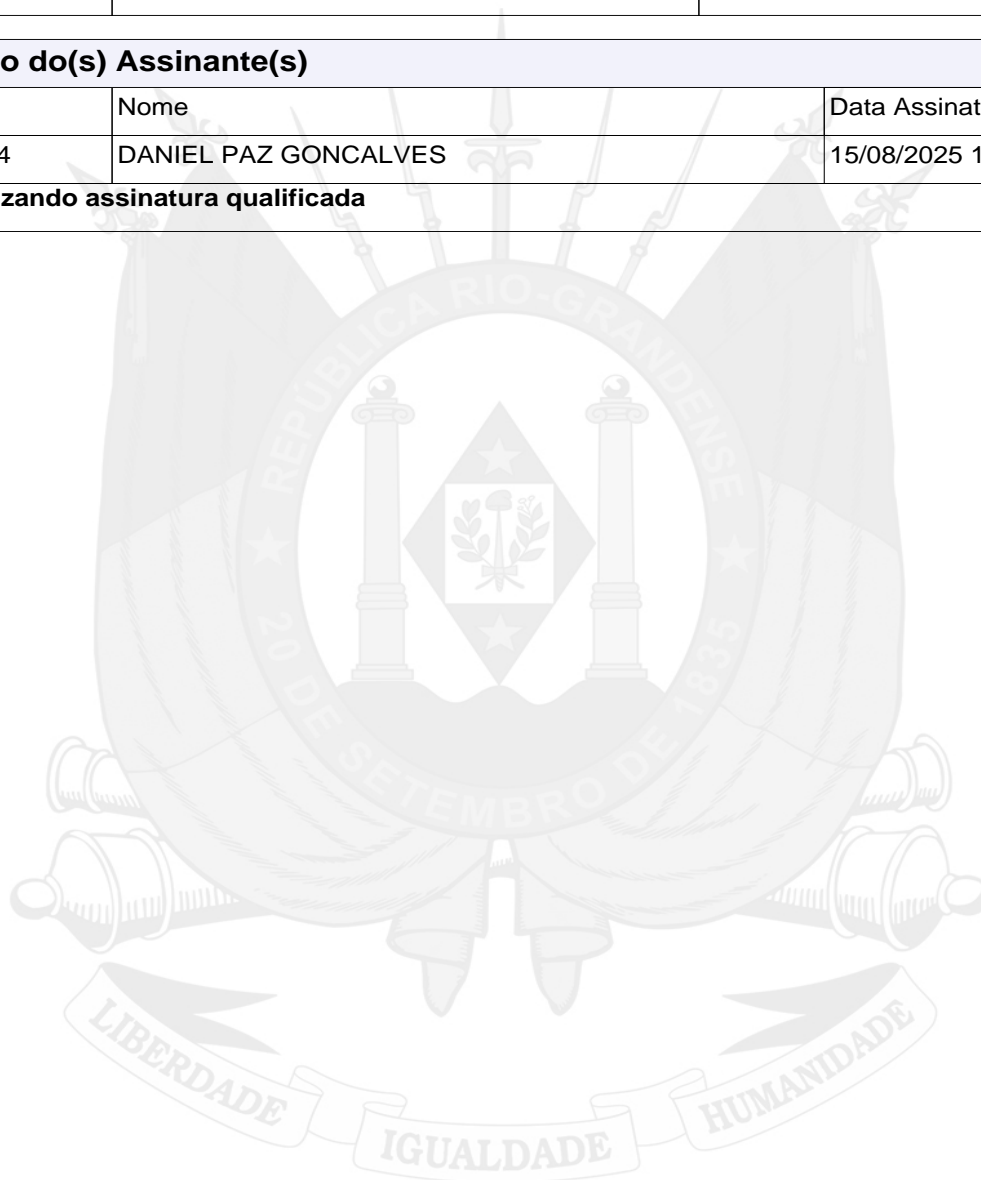 o do(s) Assinante(s)
Nome Data Assinat
4 DANIEL PAZ GONCALVES 15/08/2025 1
zando assinatura qualificada
REPÚBLICA RIO-GRANDENSE
20 DE SETEMBRO DE 1835
LIBERDADE IGUALDADE HUMANIDADE